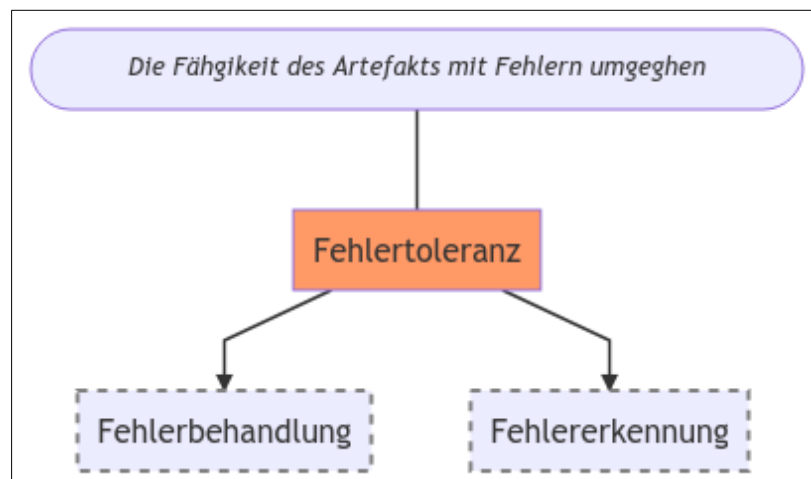 Die Fähgikeit des Artefakts mit Fehlern umgeghen
Fehlertoleranz
Fehlerbehandlung
Fehlererkennung